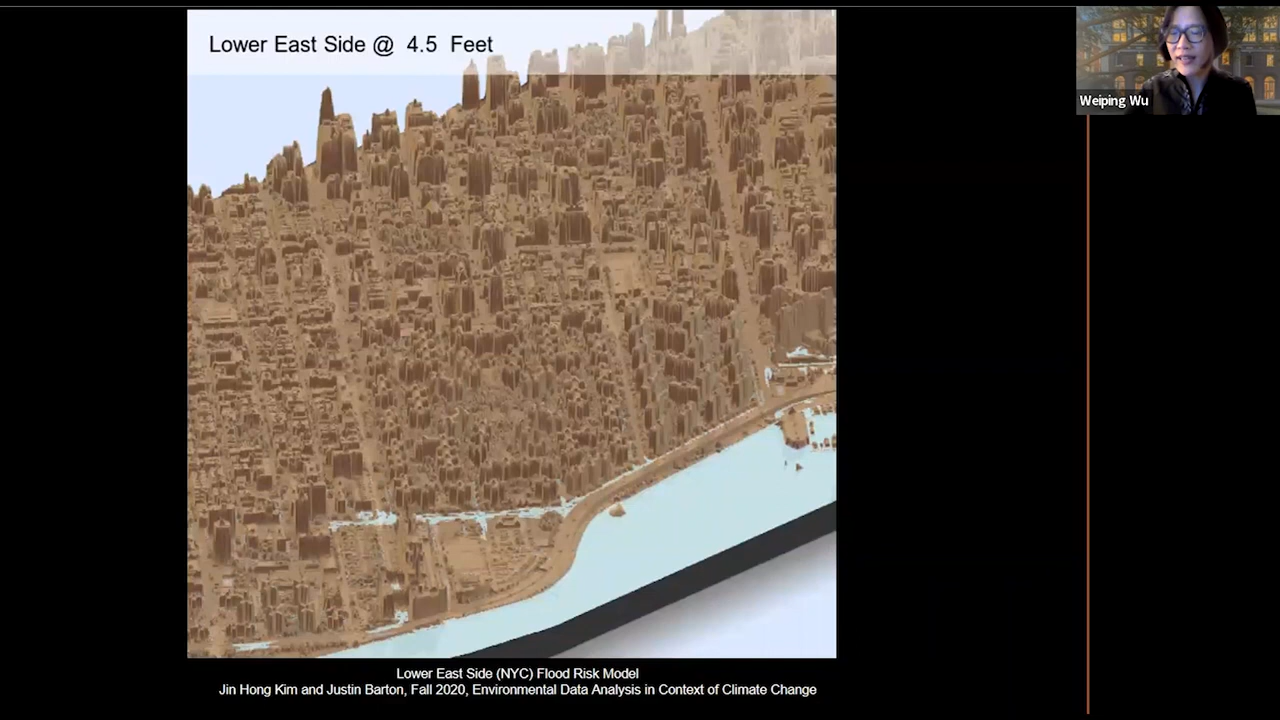 Lower East Side @ 4.5 Feet
Weiping Wu
Lower East Side (NYC) Flood Risk Model
Jin Hong Kim and Justin Barton, Fall 2020, Environmental Data Analysis in Context of Climate Change